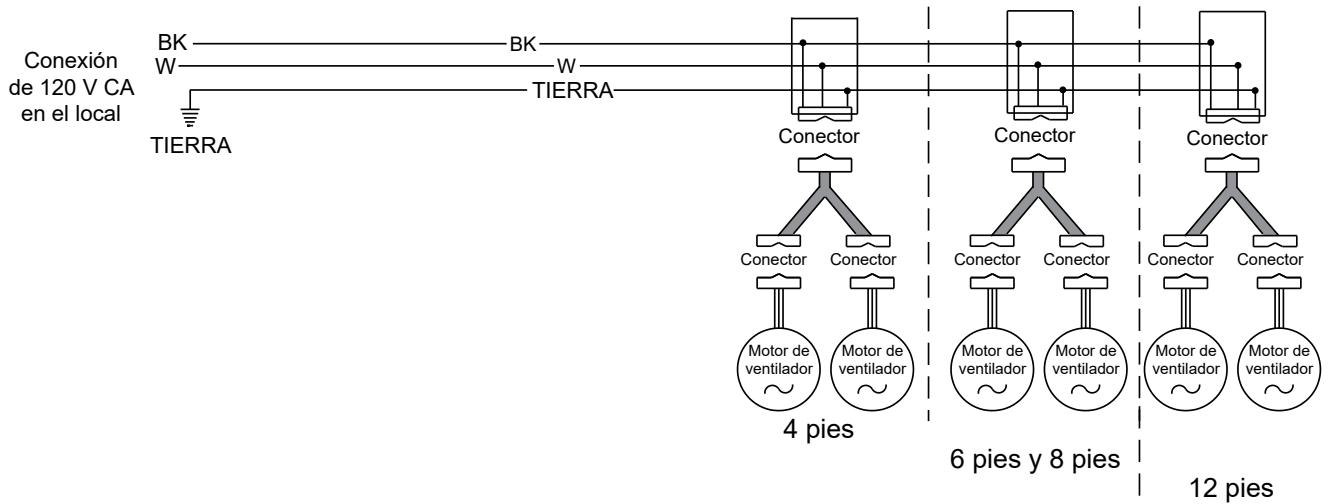 Conexión
de 120 V CA
en el local
BK
W
TIERRA
BK
W
TIERRA
Conector
Conector
Conector
Conector
Conector
Conector
Conector
Conector
Conector
Motor de
ventilador
Motor de
ventilador
Motor de
ventilador
Motor de
ventilador
Motor de
ventilador
Motor de
ventilador
4 pies
6 pies y 8 pies
12 pies